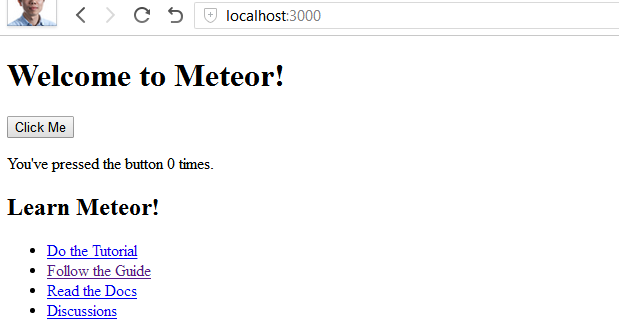 localhost:3000
Welcome to Meteor!
Click Me
You've pressed the button 0 times.
Learn Meteor!
Do the Tutorial
Follow the Guide
Read the Docs
Discussions